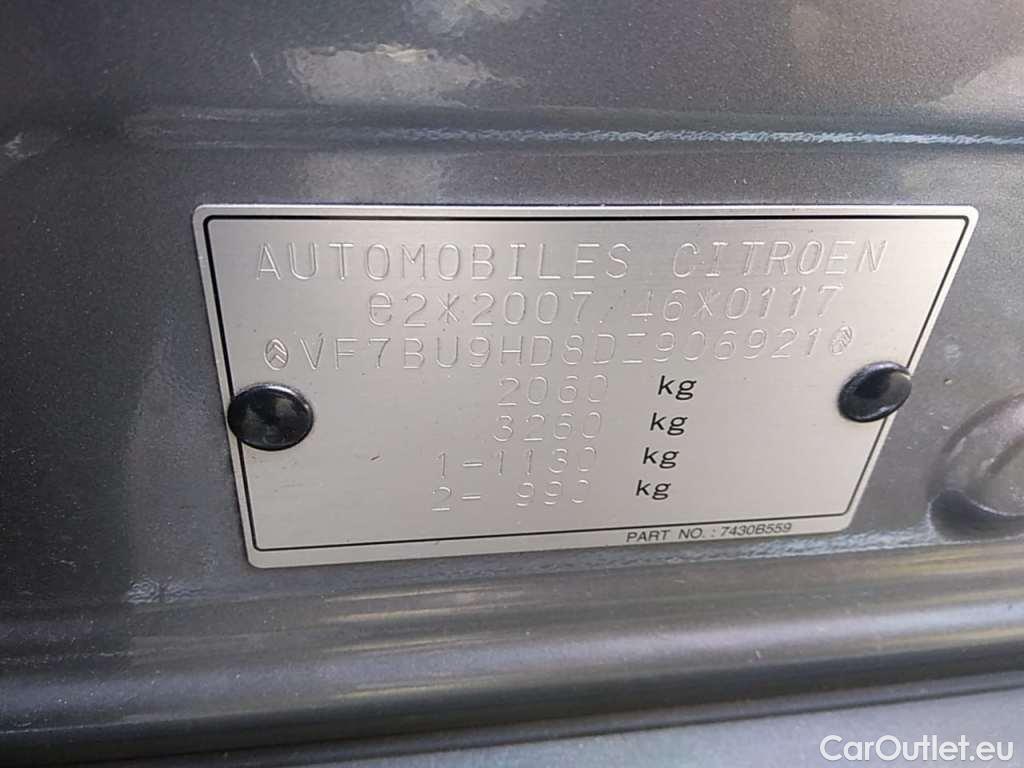 AUTOMOBILES CITROEN
e2*2007/46*0117
VF7BU9HD8DZ906921
2060 kg
3260 kg
1-1130 kg
2- 990 kg
PART NO. : 7430B559
CarOutlet.eu